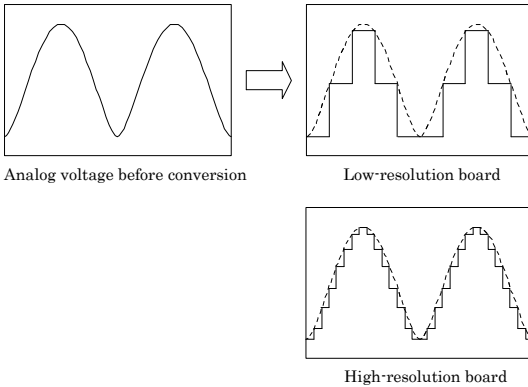 Analog voltage before conversion
Low-resolution board
High-resolution board